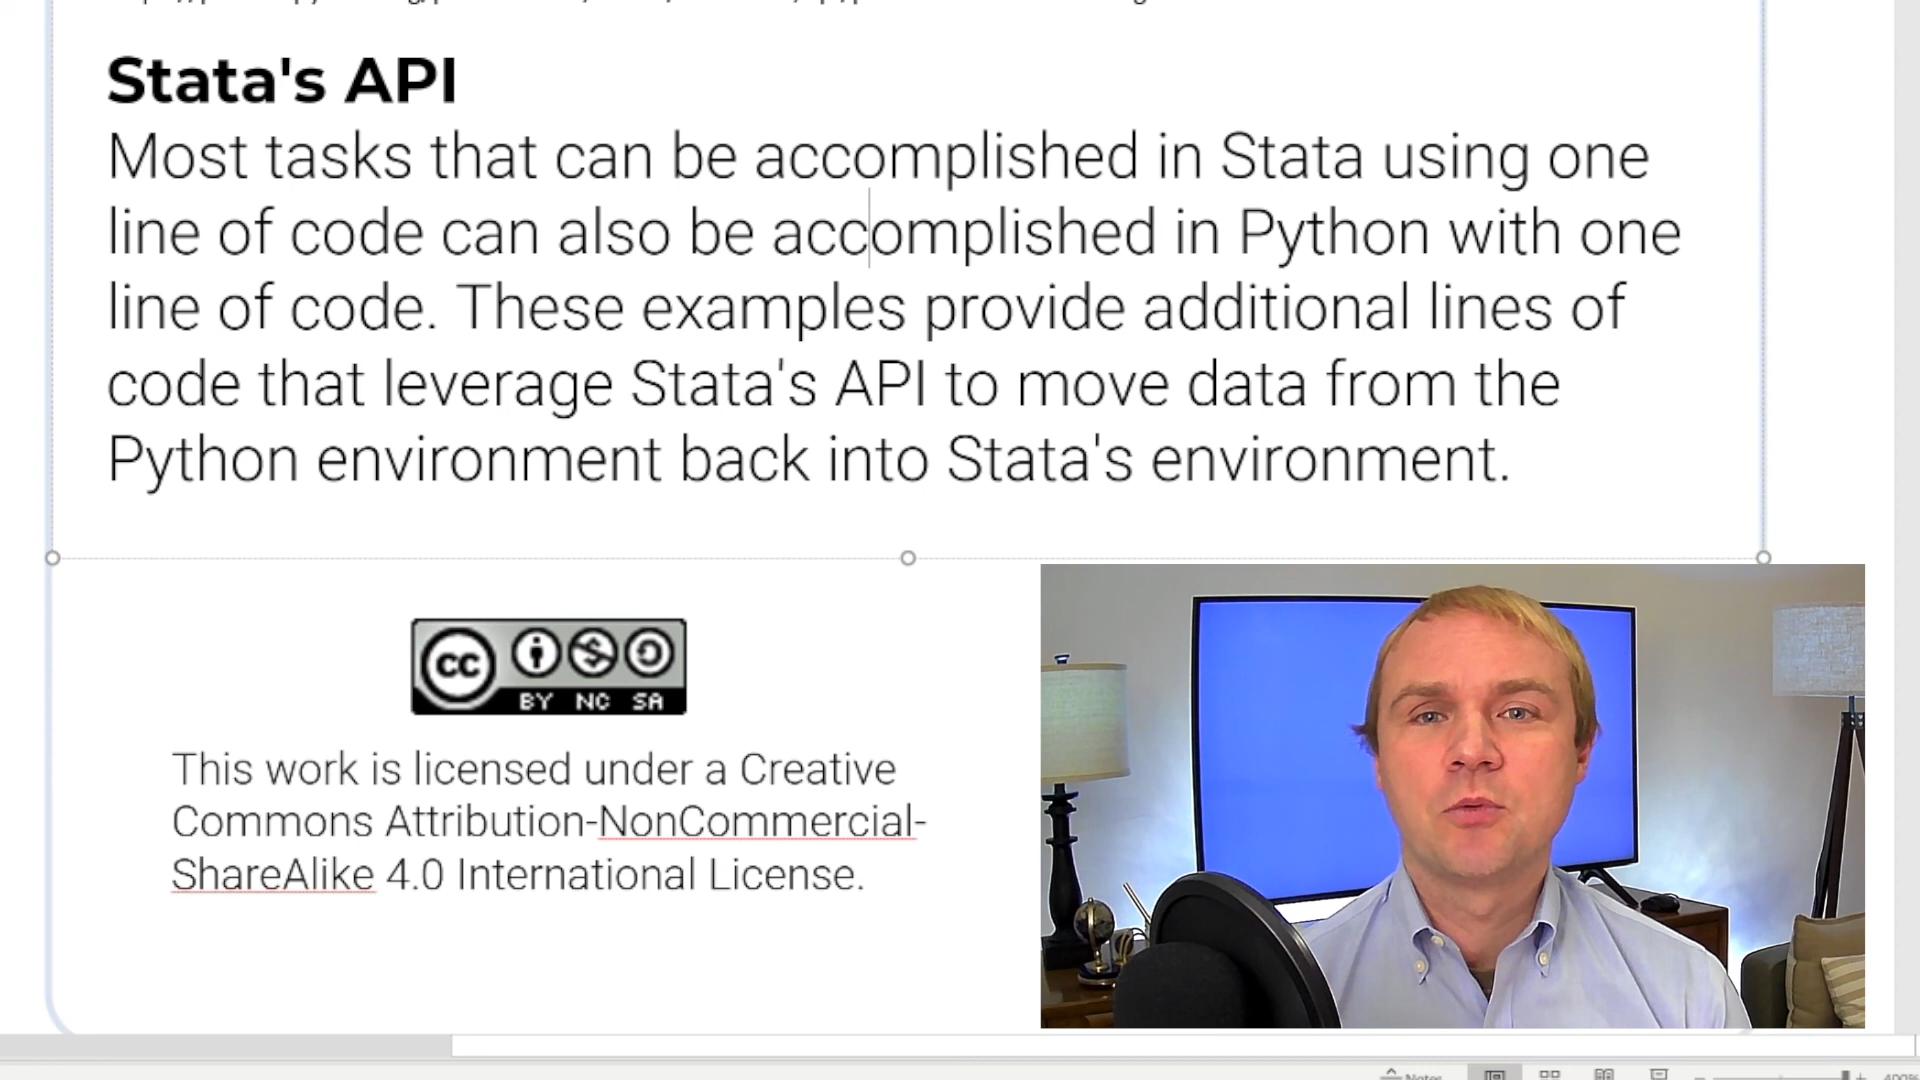 Stata's API
Most tasks that can be accomplished in Stata using one
line of code can also be accomplished in Python with one
line of code. These examples provide additional lines of
code that leverage Stata's API to move data from the
Python environment back into Stata's environment.
CC
BY NC SA
This work is licensed under a Creative
Commons Attribution-NonCommercial-
ShareAlike 4.0 International License.
Notes